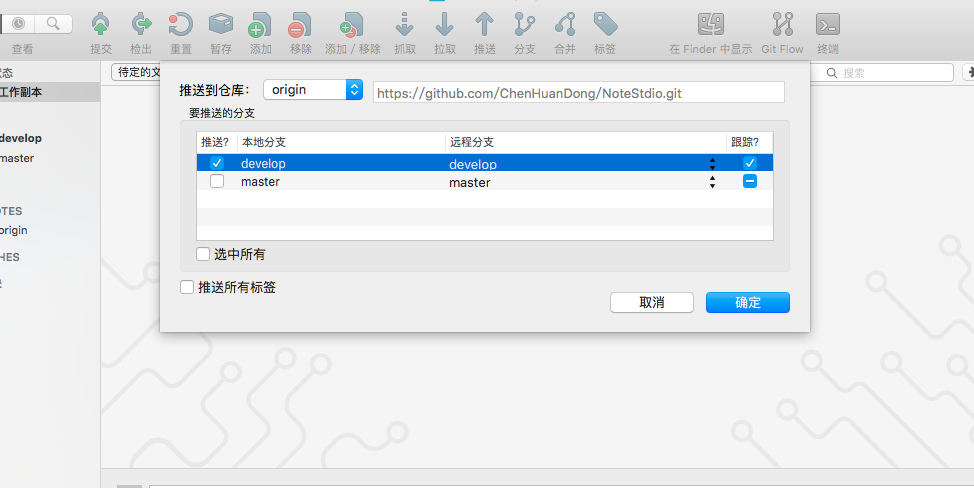 查看 提交 检出 重置 暂存 添加 移除 添加 / 移除 抓取 拉取 推送 分支 合并 标签 在 Finder 中显示 Git Flow 终端
状态
待定的文
搜索
工作副本
推送到仓库： origin https://github.com/ChenHuanDong/NoteStdio.git
要推送的分支
develop
master
推送? 本地分支 远程分支 跟踪?
develop develop
master master
OTES
origin
HES
选中所有
推送所有标签
取消 确定